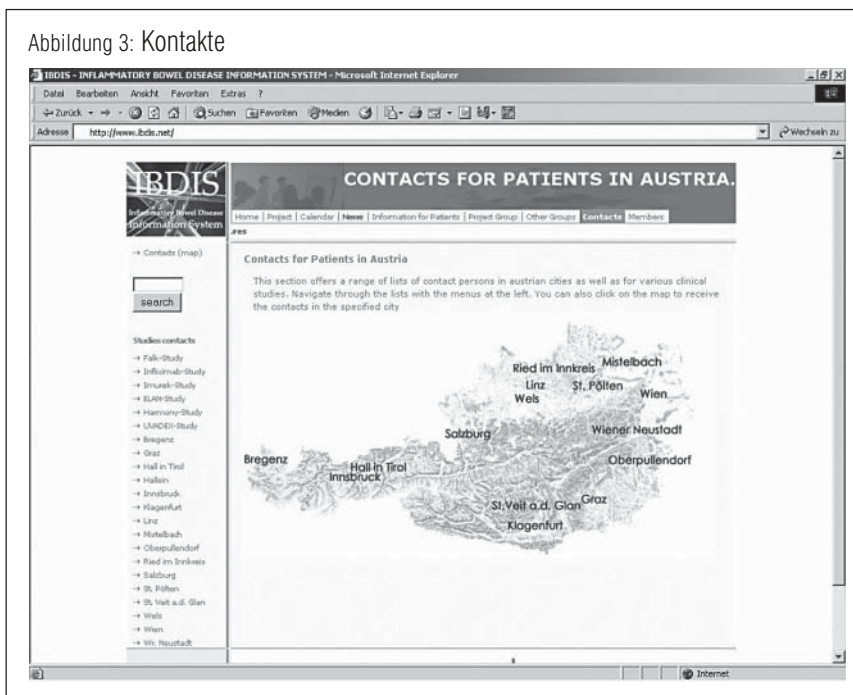 Abbildung 3: Kontakte
IBDIS - INFLAMMATORY BOWEL DISEASE INFORMATION SYSTEM - Microsoft Internet Explorer
Datei Bearbeiten Ansicht Favoriten Extras ?
Zurück Suchen Favoriten Medien
Adresse http://www.ibdis.net/ Wechseln zu
IBDIS
Inflammatory Bowel Disease
Information System
CONTACTS FOR PATIENTS IN AUSTRIA.
Home | Project | Calendar | News | Information for Patients | Project Group | Other Groups | Contacts | Members
res
→ Contacts (map)
search
Studies contacts
→ Falk-Study
→ Infliximab-Study
→ Imurek-Study
→ ELAN-Study
→ Harmony-Study
→ UVADEX-Study
→ Bregenz
→ Graz
→ Hall in Tirol
→ Hallein
→ Innsbruck
→ Klagenfurt
→ Linz
→ Mistelbach
→ Oberpullendorf
→ Ried im Innkreis
→ Salzburg
→ St. Pölten
→ St. Veit a.d. Glan
→ Wels
→ Wien
→ Wr. Neustadt
Contacts for Patients in Austria
This section offers a range of lists of contact persons in austrian cities as well as for various clinical
studies. Navigate through the lists with the menus at the left. You can also click on the map to receive
the contacts in the specified city
Mistelbach
Ried im Innkreis
Linz St. Pölten
Wien
Wels
Wiener Neustadt
Salzburg
Bregenz
Hall in Tirol
Oberpullendorf
Innsbruck
Graz
St.Veit a.d. Glan
Klagenfurt
Internet